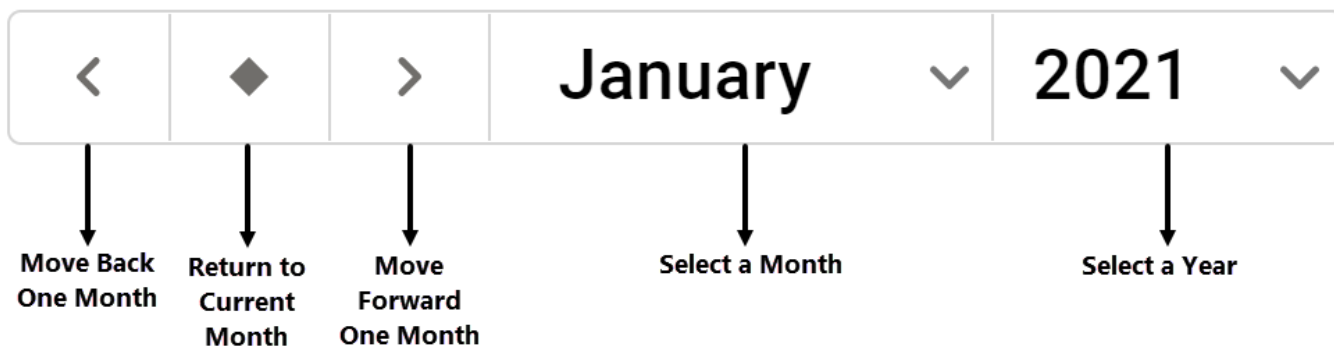 January
2021
Move Back
One Month
Return to
Current
Month
Move
Forward
One Month
Select a Month
Select a Year